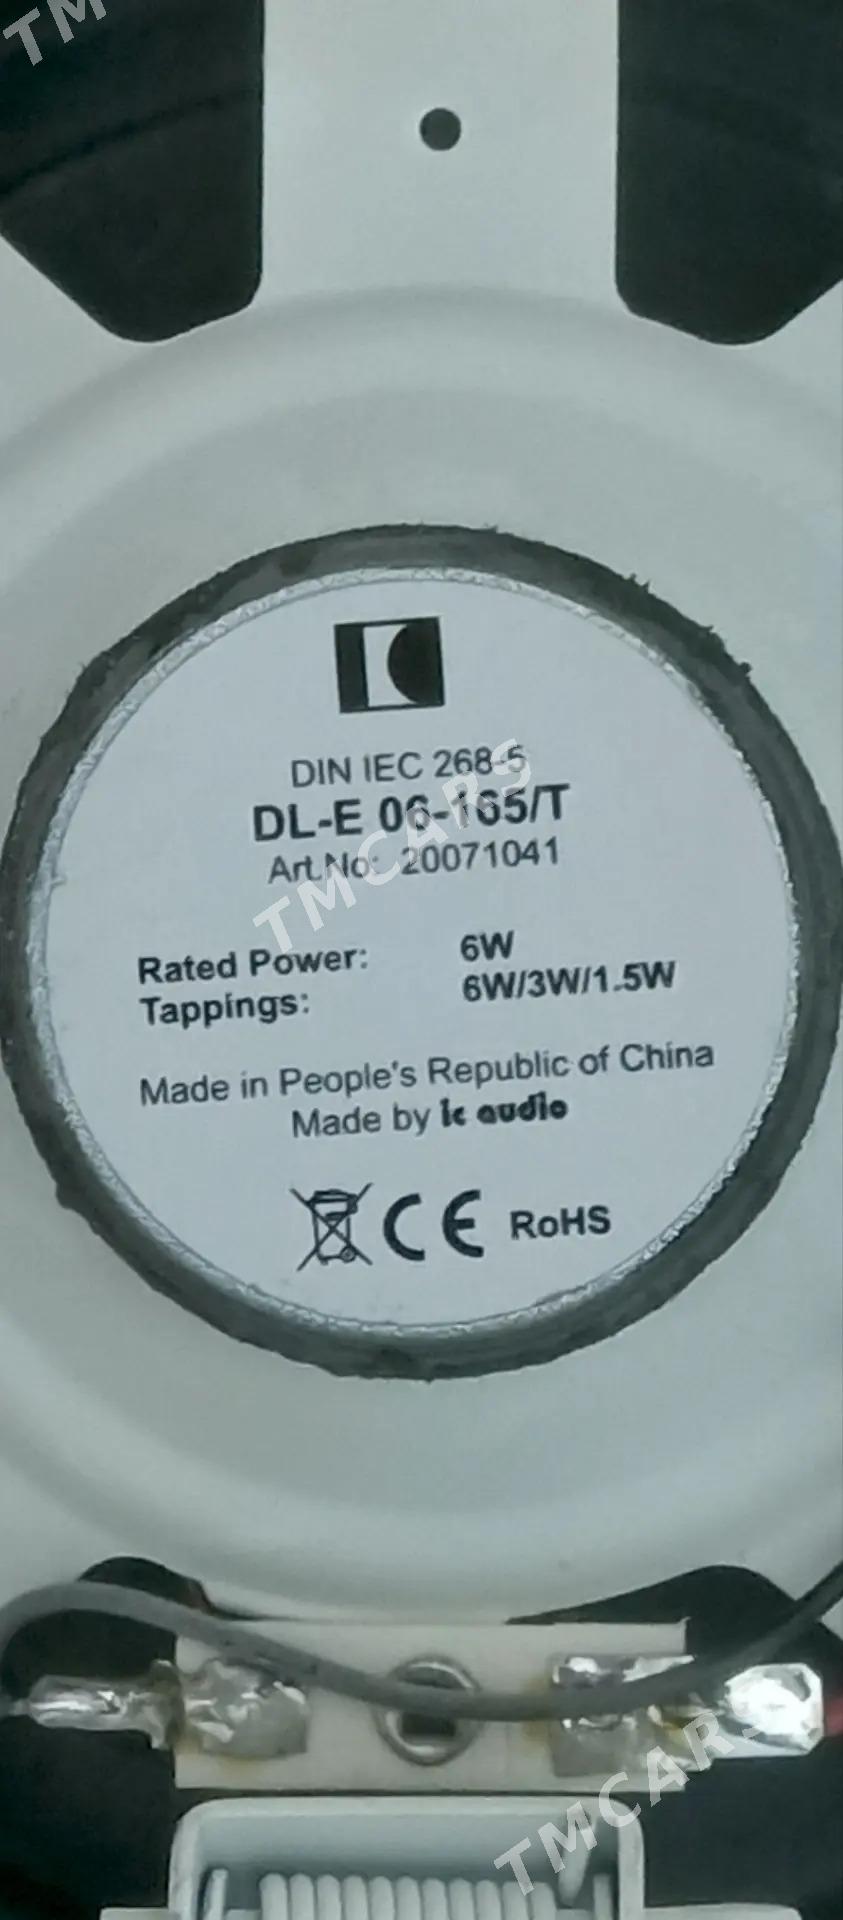 TMCARS
DIN IEC 268-5
DL-E 06-165/T
Art.No: 20071041
TMCARS
Rated Power: 6W
Tappings: 6W/3W/1.5W
Made in People's Republic of China
Made by ic audio
CE RoHS
TMCARS